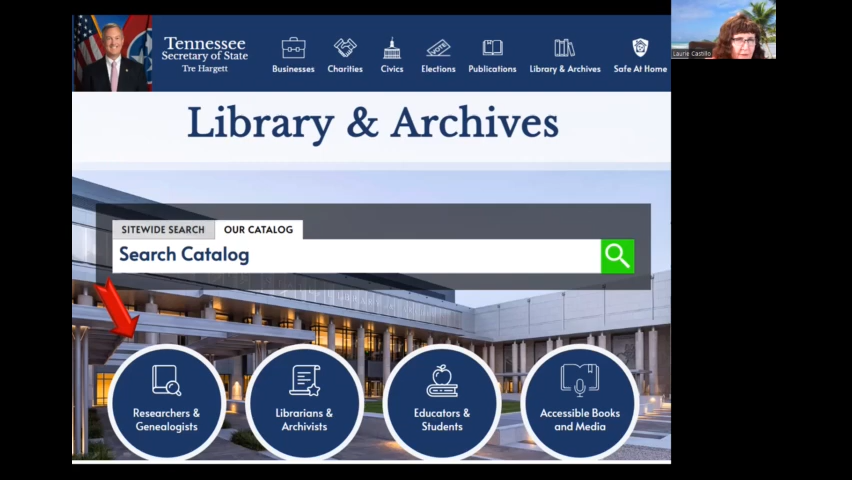 Tennessee
Secretary of State
Tre Hargett
Businesses
Charities
Civics
VOTE
Elections
Publications
Library & Archives
Safe At Home
Laurie Castillo
Library & Archives
SITEWIDE SEARCH
OUR CATALOG
Search Catalog
Researchers &
Genealogists
Librarians &
Archivists
Educators &
Students
Accessible Books
and Media